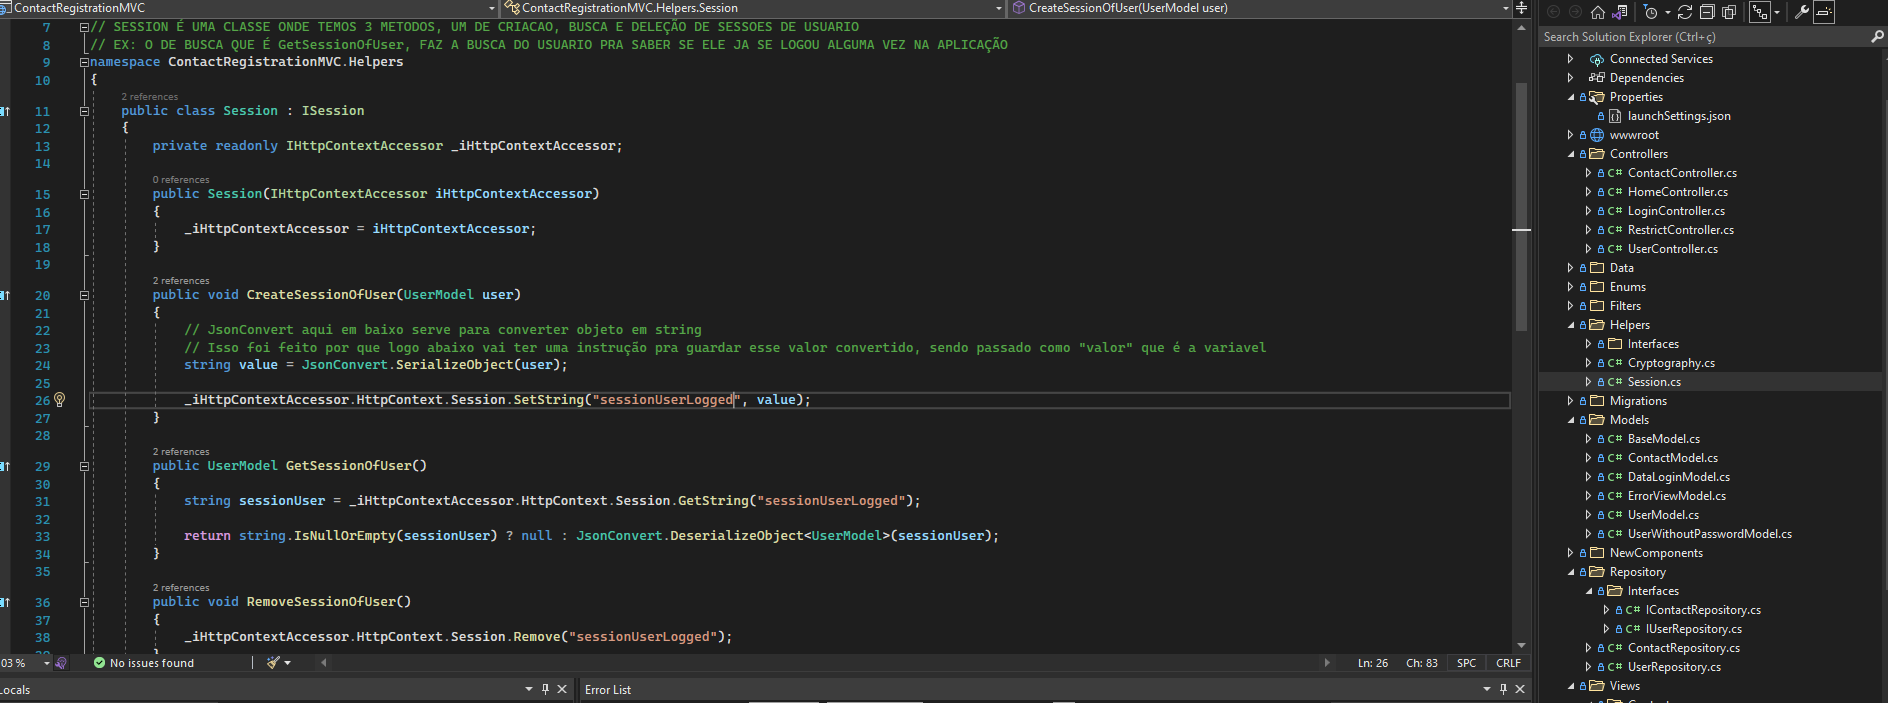 ContactRegistrationMVC
ContactRegistrationMVC.Helpers.Session
CreateSessionOfUser(UserModel user)
7 // SESSION É UMA CLASSE ONDE TEMOS 3 METODOS, UM DE CRIACAO, BUSCA E DELEÇÃO DE SESSOES DE USUARIO
8 // EX: O DE BUSCA QUE É GetSessionOfUser, FAZ A BUSCA DO USUARIO PRA SABER SE ELE JA SE LOGOU ALGUMA VEZ NA APLICAÇÃO
9 namespace ContactRegistrationMVC.Helpers
10 {
2 references
11 public class Session : ISession
12 {
13 private readonly IHttpContextAccessor _iHttpContextAccessor;
14
0 references
15 public Session(IHttpContextAccessor iHttpContextAccessor)
16 {
17 _iHttpContextAccessor = iHttpContextAccessor;
18 }
19
2 references
20 public void CreateSessionOfUser(UserModel user)
21 {
22 // JsonConvert aqui em baixo serve para converter objeto em string
23 // Isso foi feito por que logo abaixo vai ter uma instrução pra guardar esse valor convertido, sendo passado como "valor" que é a variavel
24 string value = JsonConvert.SerializeObject(user);
25
26 _iHttpContextAccessor.HttpContext.Session.SetString("sessionUserLogged", value);
27 }
28
2 references
29 public UserModel GetSessionOfUser()
30 {
31 string sessionUser = _iHttpContextAccessor.HttpContext.Session.GetString("sessionUserLogged");
32
33 return string.IsNullOrEmpty(sessionUser) ? null : JsonConvert.DeserializeObject<UserModel>(sessionUser);
34 }
35
2 references
36 public void RemoveSessionOfUser()
37 {
38 _iHttpContextAccessor.HttpContext.Session.Remove("sessionUserLogged");
39 }
03 % No issues found Ln: 26 Ch: 83 SPC CRLF
ocals
Error List
Search Solution Explorer (Ctrl+ç)
Connected Services
Dependencies
Properties
launchSettings.json
wwwroot
Controllers
C# ContactController.cs
C# HomeController.cs
C# LoginController.cs
C# RestrictController.cs
C# UserController.cs
Data
Enums
Filters
Helpers
Interfaces
C# Cryptography.cs
C# Session.cs
Migrations
Models
C# BaseModel.cs
C# ContactModel.cs
C# DataLoginModel.cs
C# ErrorViewModel.cs
C# UserModel.cs
C# UserWithoutPasswordModel.cs
NewComponents
Repository
Interfaces
C# IContactRepository.cs
C# IUserRepository.cs
C# ContactRepository.cs
C# UserRepository.cs
Views